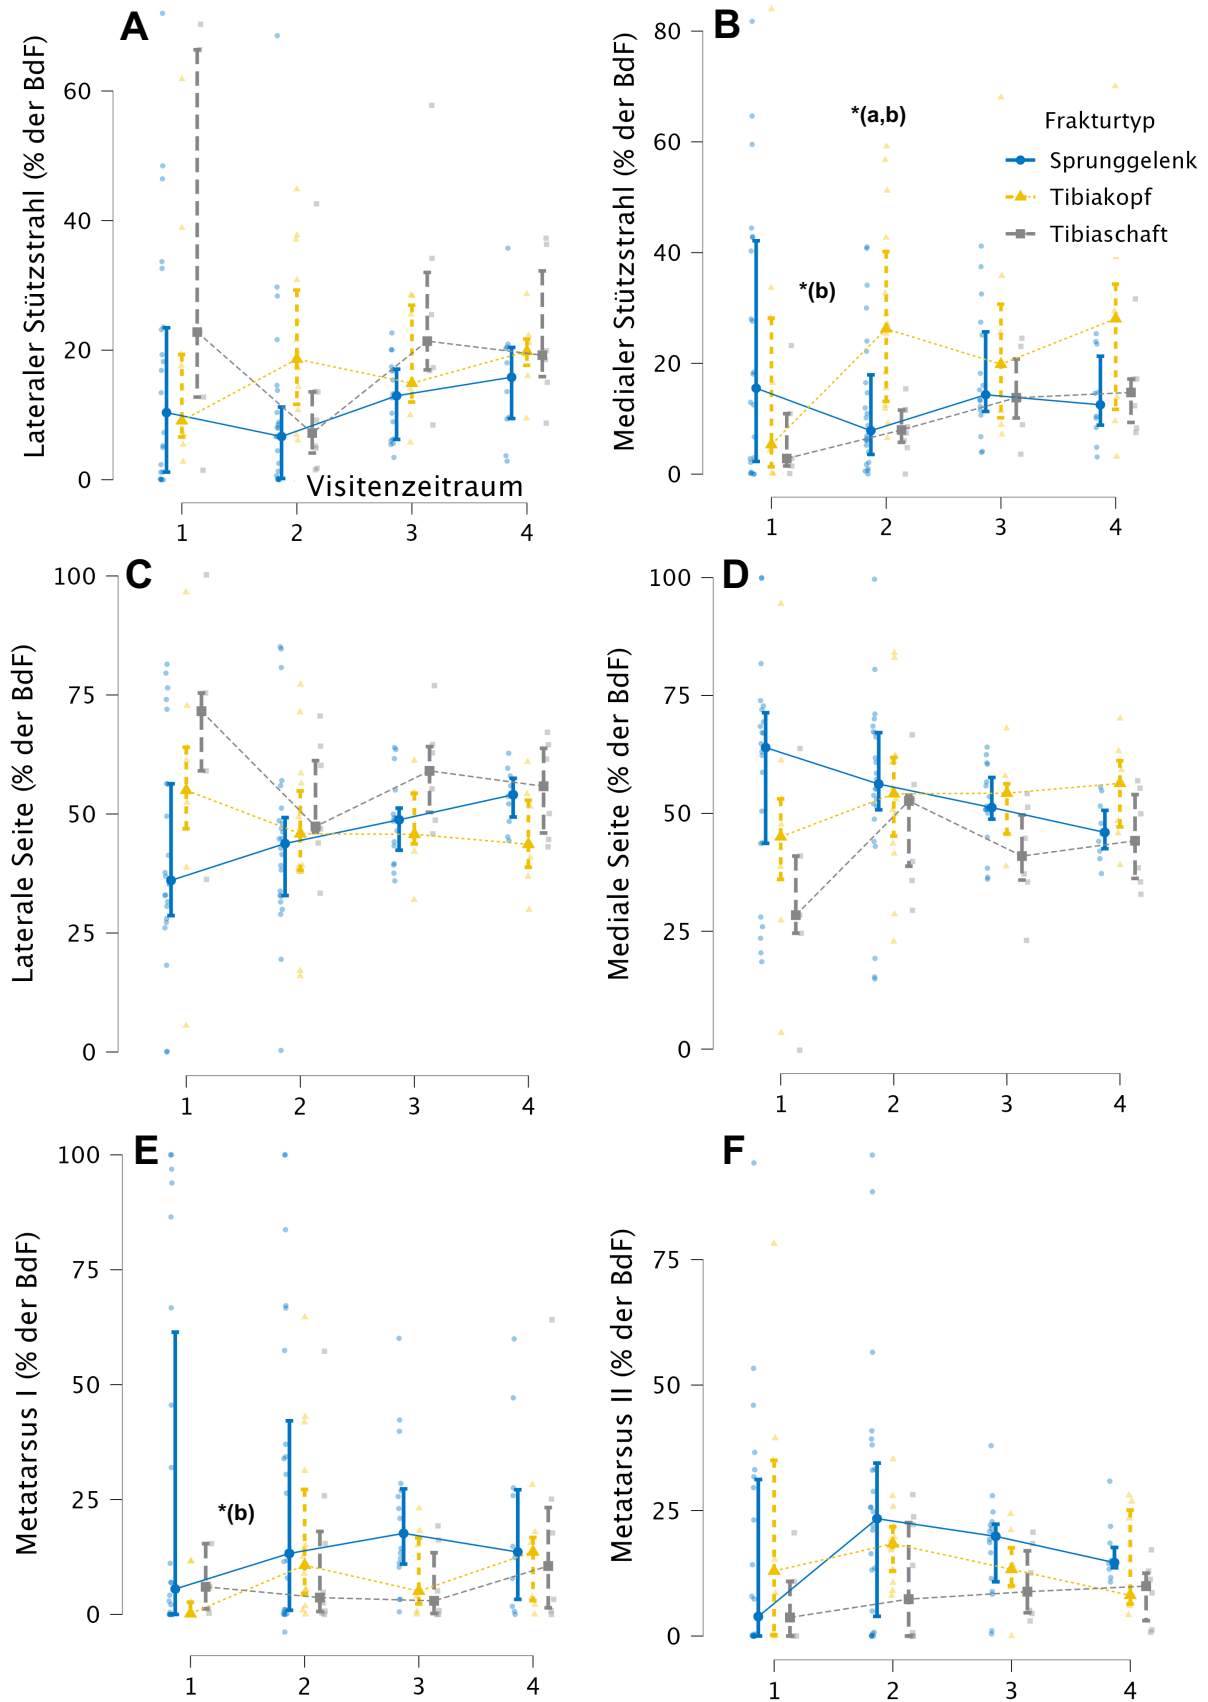 A
Lateraler Stützstrahl (% der BdF)
60
40
20
0
Visitenzeitraum
1 2 3 4
B
Medialer Stützstrahl (% der BdF)
80
60
40
20
0
*(a,b)
*(b)
Frakturtyp
Sprunggelenk
Tibiakopf
Tibiaschaft
1 2 3 4
C
Laterale Seite (% der BdF)
100
75
50
25
0
1 2 3 4
D
Mediale Seite (% der BdF)
100
75
50
25
0
1 2 3 4
E
Metatarsus I (% der BdF)
100
75
50
25
0
*(b)
1 2 3 4
F
Metatarsus II (% der BdF)
75
50
25
0
1 2 3 4